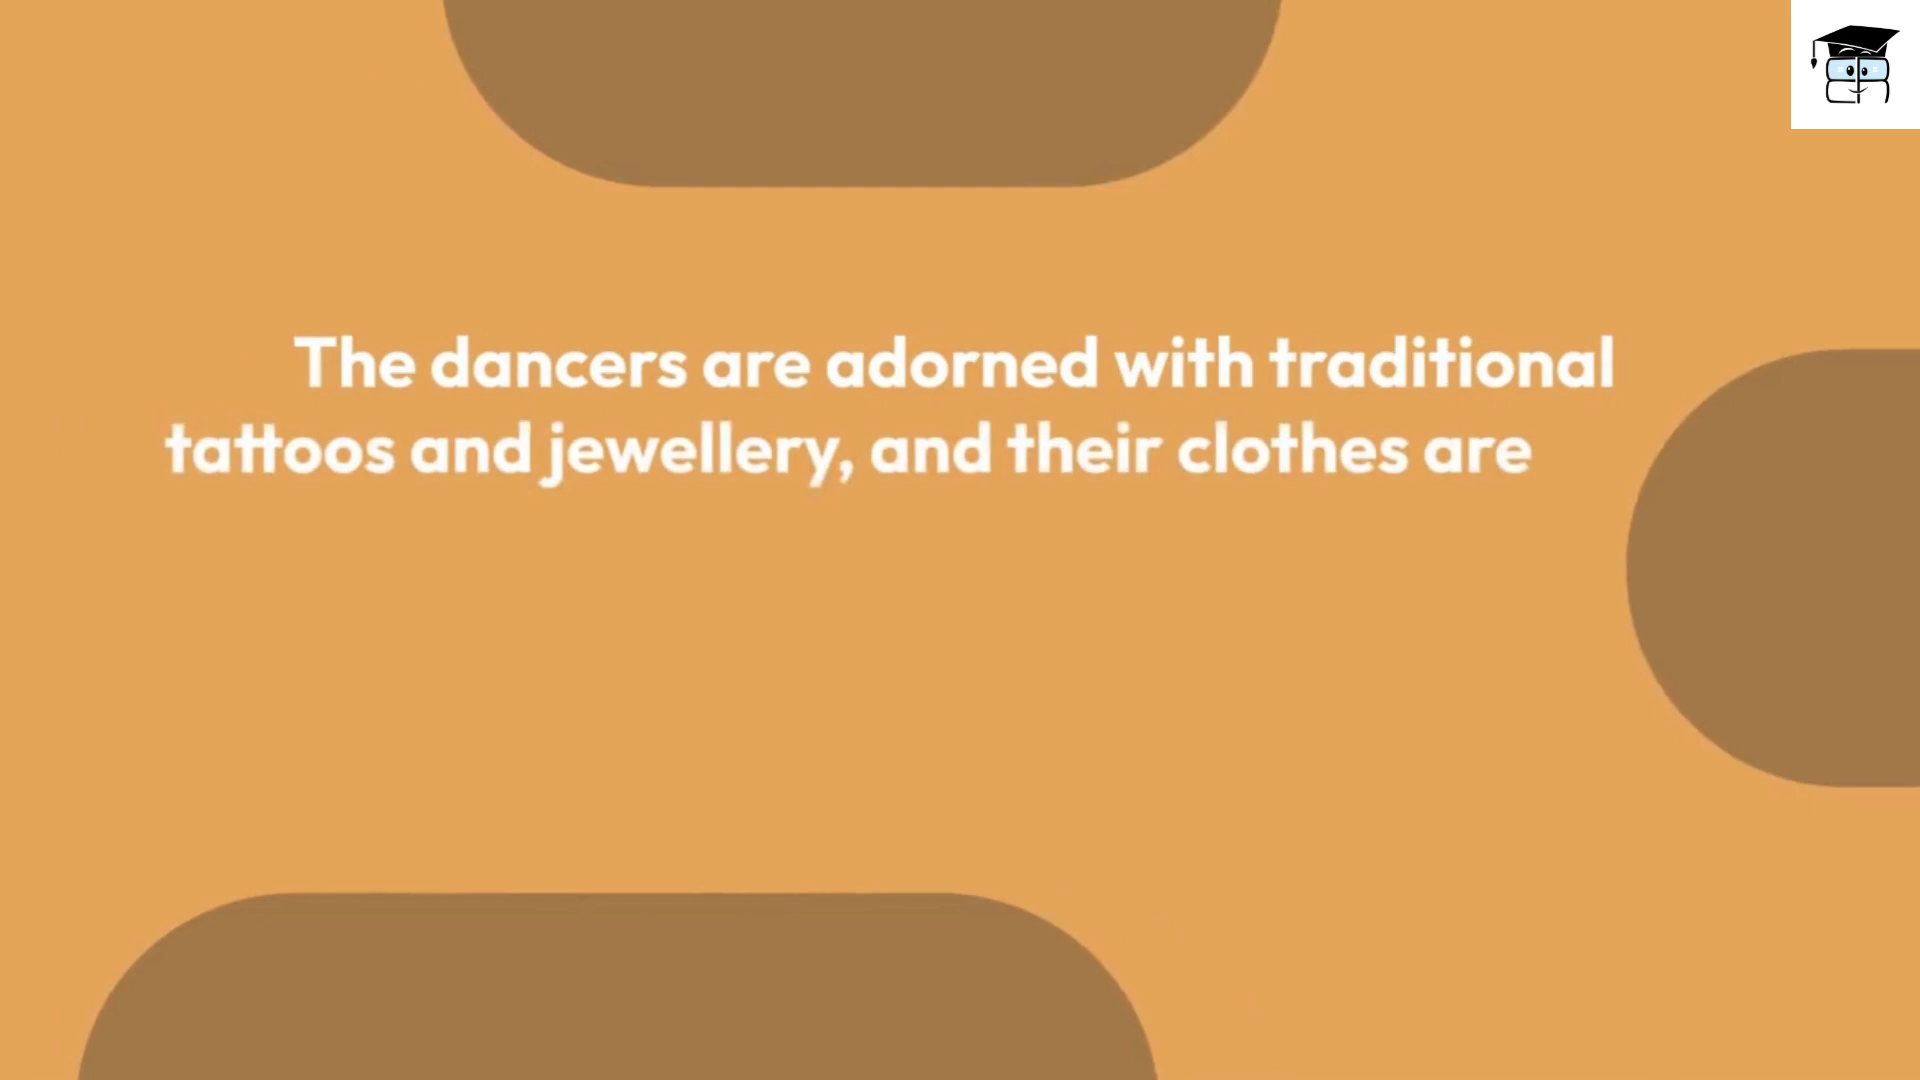 The dancers are adorned with traditional
tattoos and jewellery, and their clothes are